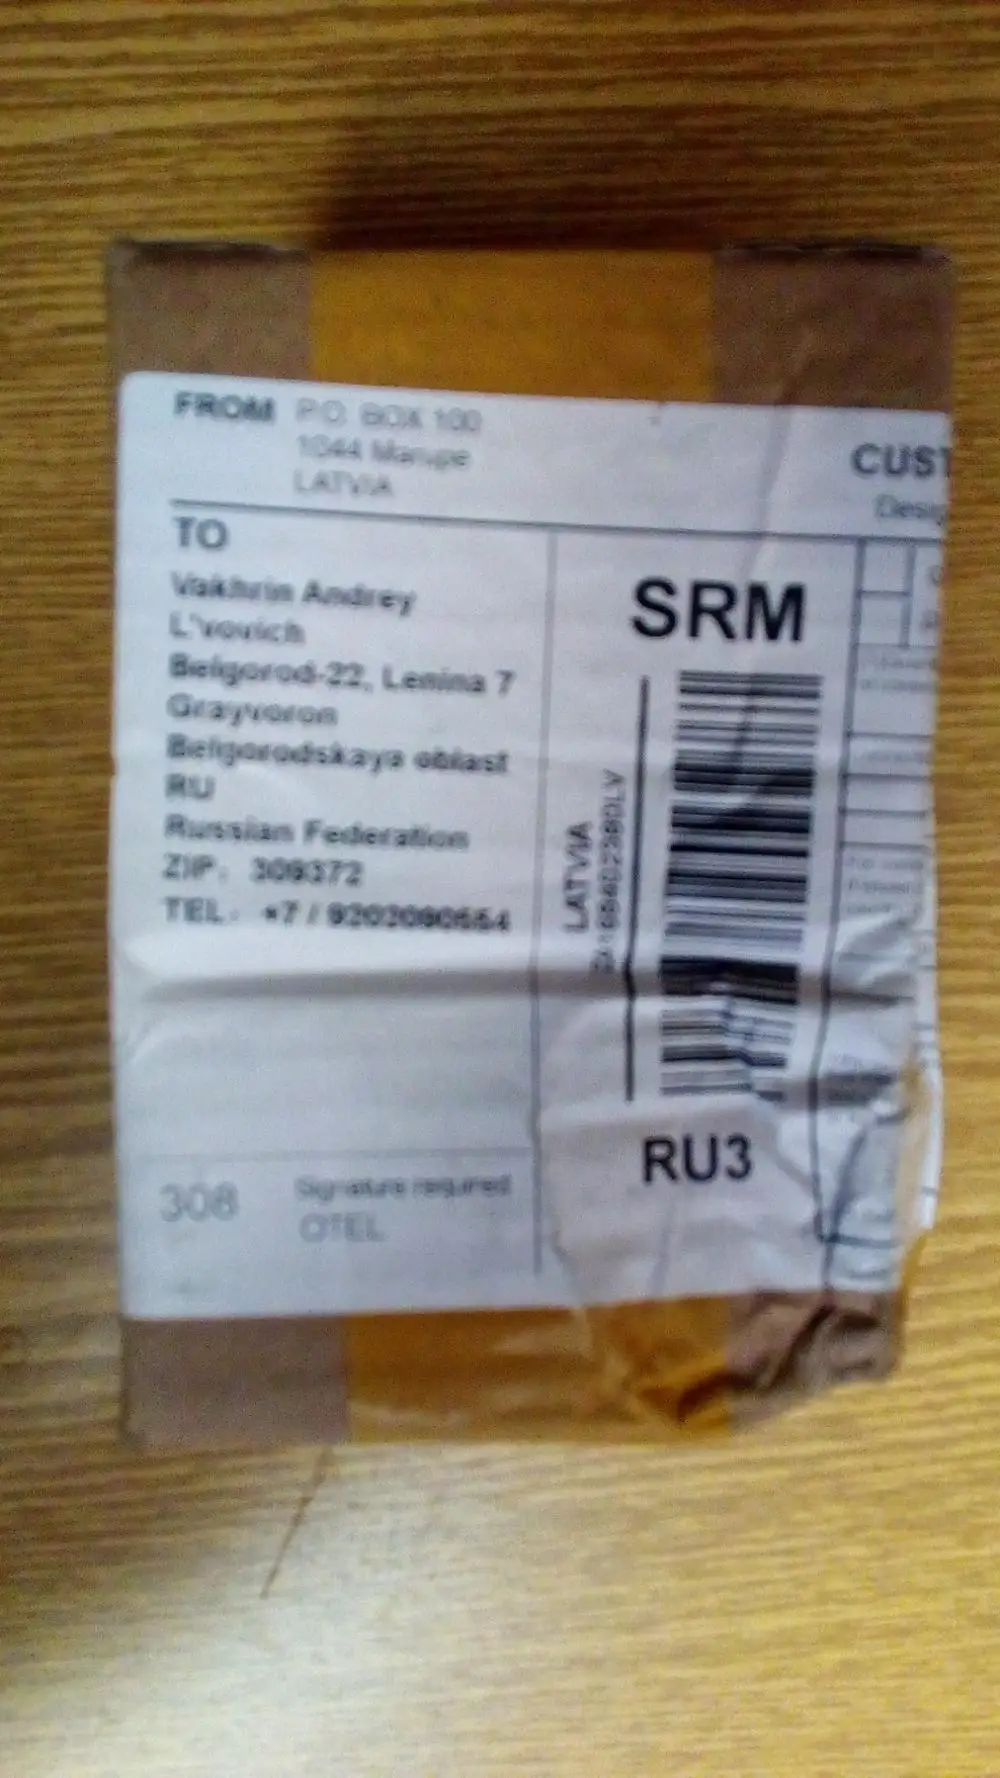 FROM P.O. BOX 100
1044 Marupe
LATVIA
CUST
TO
Vakhrin Andrey
L'vovich
Belgorod-22, Lenina 7
Grayvoron
Belgorodskaya oblast
RU
Russian Federation
ZIP: 309372
TEL: +7 / 9202090554
308
Signature required
OTEL
SRM
LATVIA
RU3